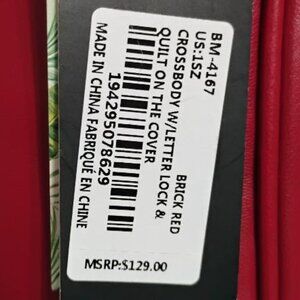 BM-4167
US:1SZ
BRICK RED
CROSSBODY W/LETTER LOCK &
QUILT ON THE COVER
194295078629
MADE IN CHINA FABRIQUÉ EN CHINE
MSRP:$129.00